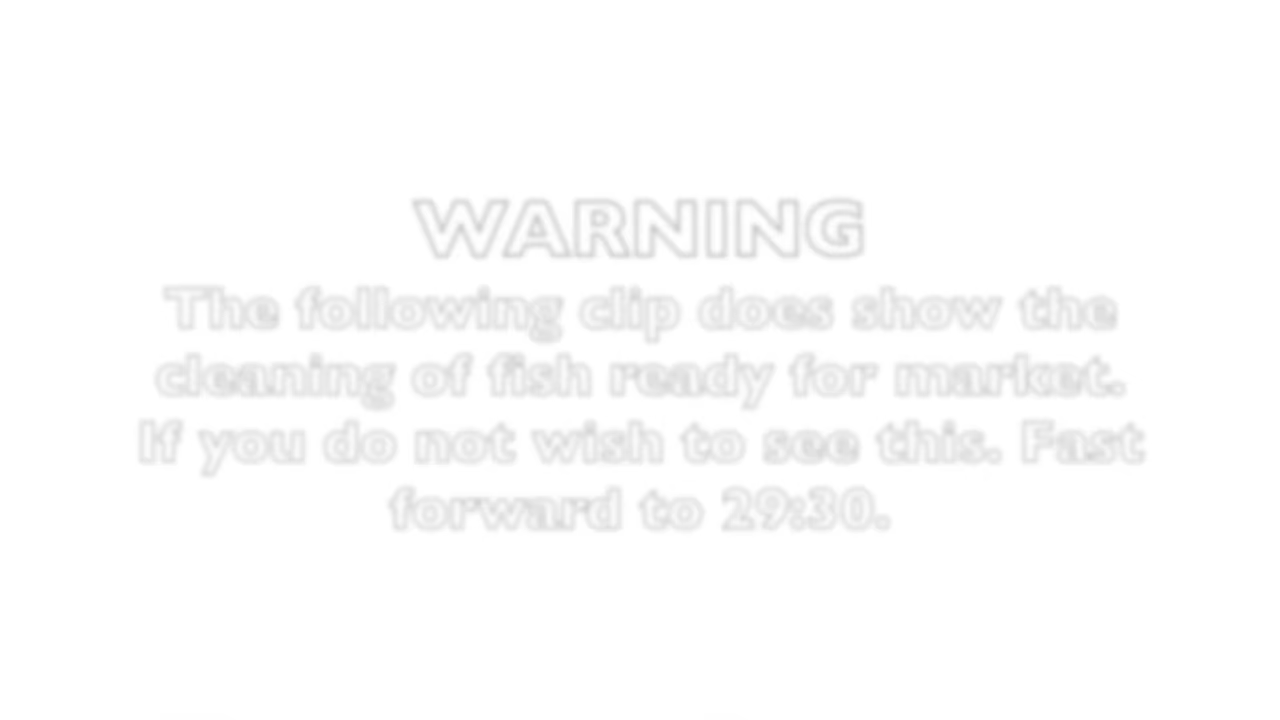 WARNING
The following clip does show the
cleaning of fish ready for market.
If you do not wish to see this. Fast
forward to 29:30.